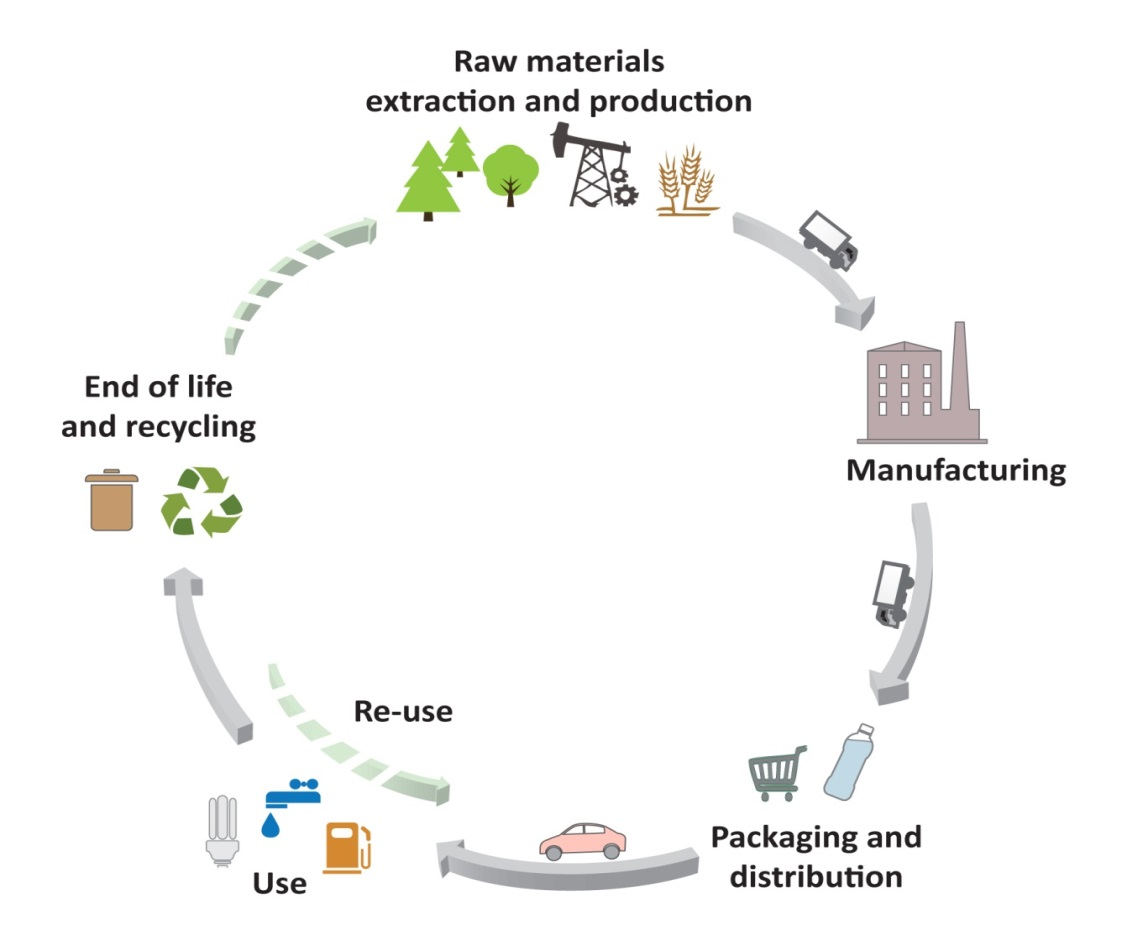 Raw materials
extraction and production
Manufacturing
Packaging and
distribution
Use
Re-use
End of life
and recycling